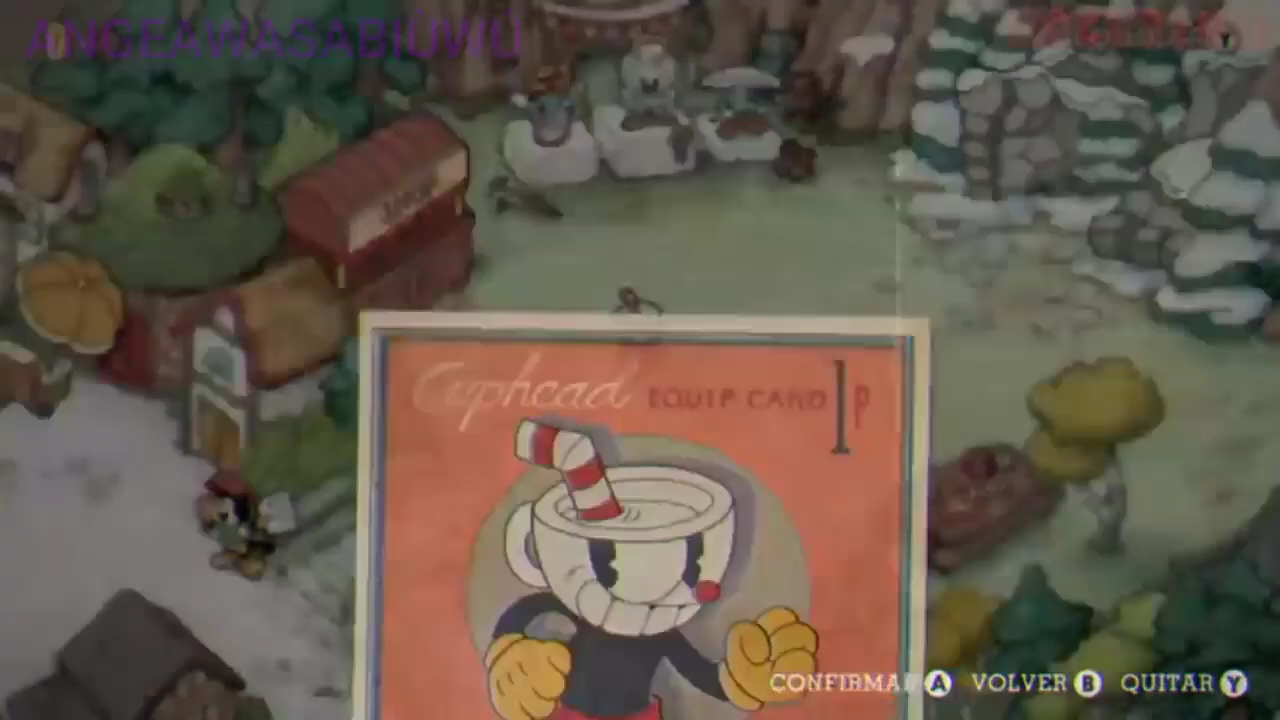 ANGEAWASABIUWU
Cuphead EQUIP CARD 1P
CONFIRMAR A VOLVER B QUITAR Y